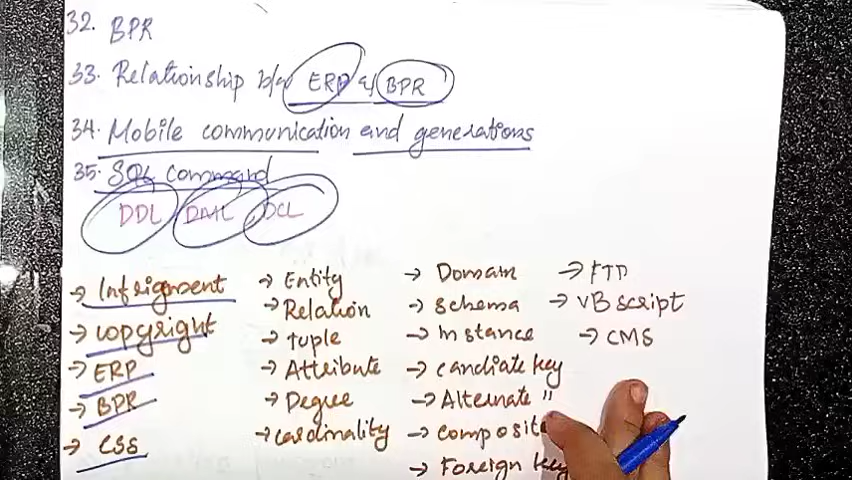 32. BPR
33. Relationship b/w ERP & BPR
34. Mobile communication and generations
35. SQL command
DDL DML DCL
→ Infrigment
→ copyright
→ ERP
→ BPR
→ CSS
→ Entity
→ Relation
→ Tuple
→ Attribute
→ Degree
→ cardinality
→ Domain
→ Schema
→ Instance
→ candiate key
→ Alternate "
→ composite
→ Foreign key
→ FTP
→ VB script
→ CMS